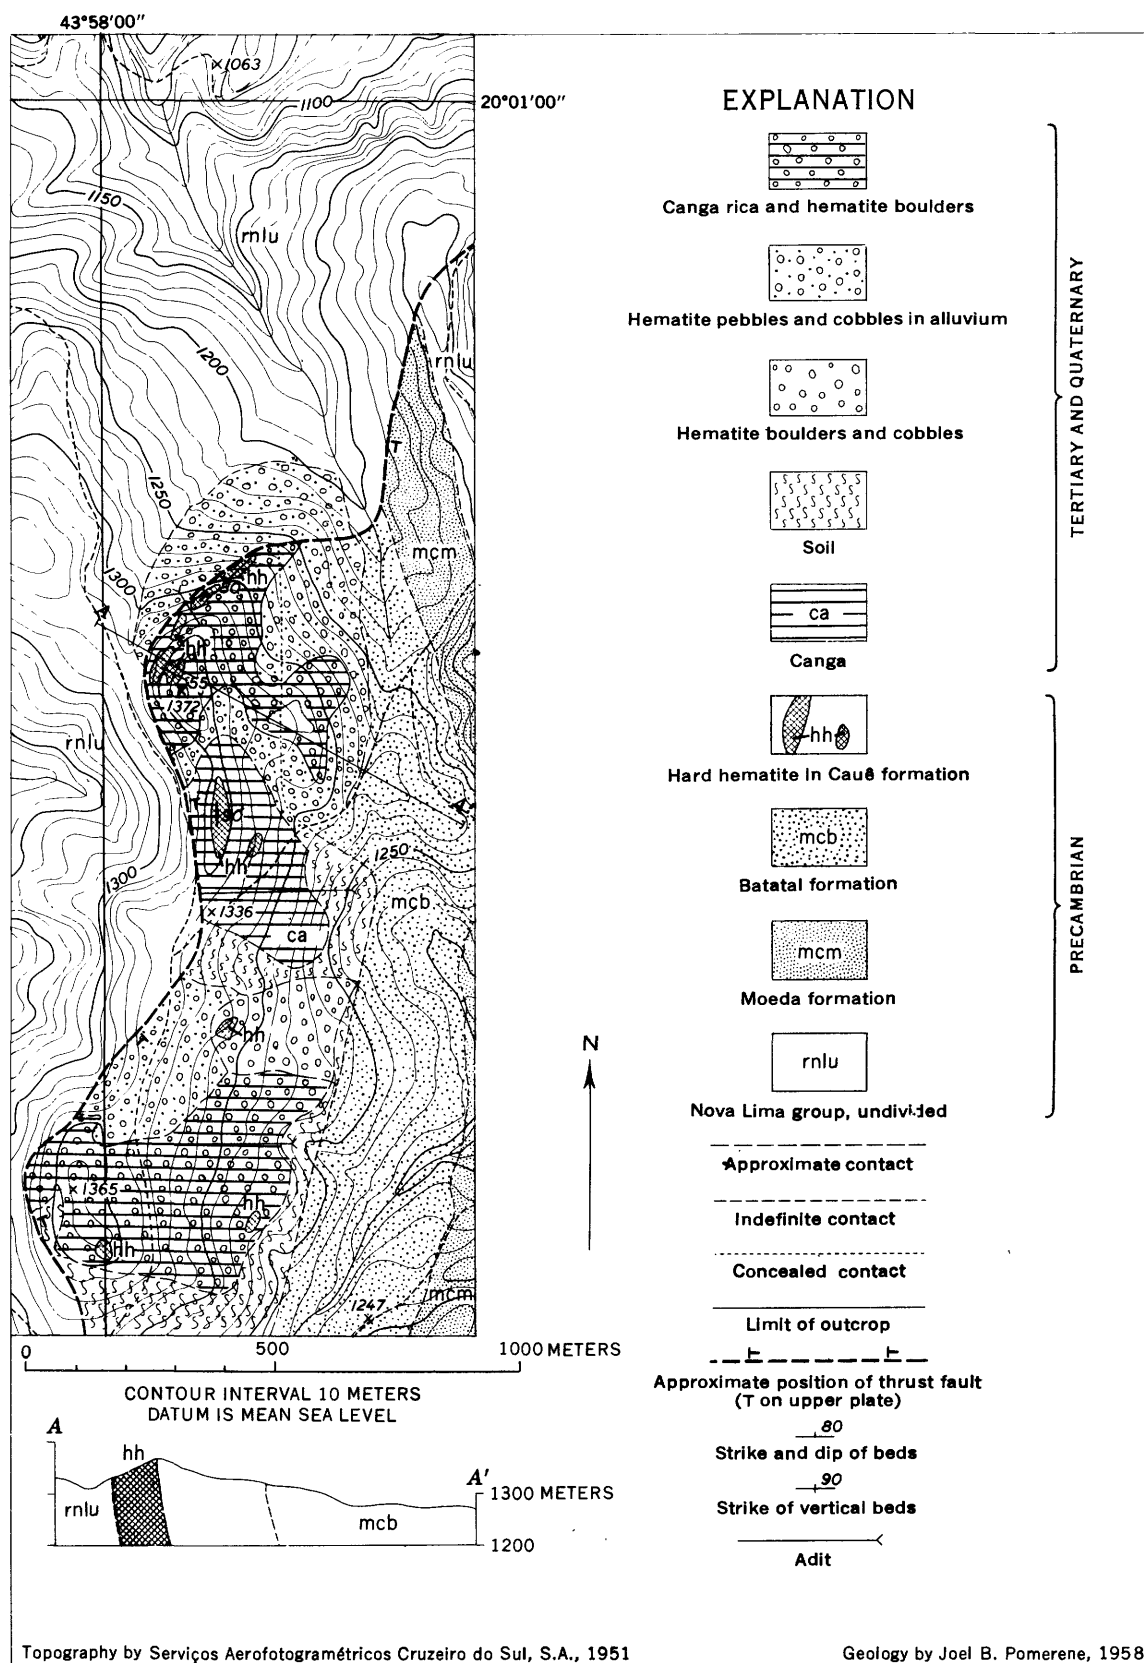 43°58'00"
×1063
1100
20°01'00"
1150
rnlu
1200
rnlu
1250
mcm
hh
1300
A
hh
55
1372
rnlu
90
A'
hh
1250
1300
mcb
×1336
ca
hh
×1365
hh
hh
mcm
1247
0 500 1000 METERS
CONTOUR INTERVAL 10 METERS
DATUM IS MEAN SEA LEVEL
A
hh
A'
1300 METERS
rnlu
mcb
1200
EXPLANATION
Canga rica and hematite boulders
Hematite pebbles and cobbles in alluvium
Hematite boulders and cobbles
Soil
ca
Canga
TERTIARY AND QUATERNARY
hh
Hard hematite in Cauê formation
mcb
Batatal formation
mcm
Moeda formation
rnlu
Nova Lima group, undivided
PRECAMBRIAN
Approximate contact
Indefinite contact
Concealed contact
Limit of outcrop
Approximate position of thrust fault
(T on upper plate)
80
Strike and dip of beds
90
Strike of vertical beds
Adit
N
Topography by Serviços Aerofotogramétricos Cruzeiro do Sul, S.A., 1951
Geology by Joel B. Pomerene, 1958